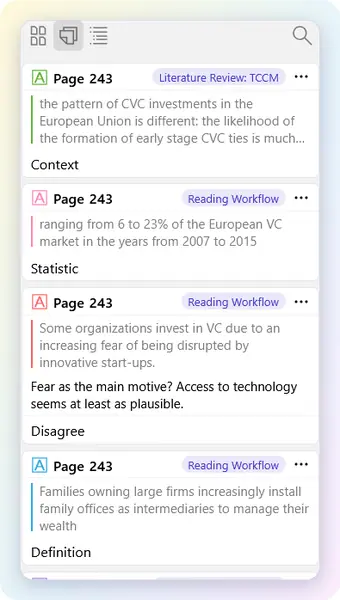 A Page 243 Literature Review: TCCM
the pattern of CVC investments in the
European Union is different: the likelihood of
the formation of early stage CVC ties is much...
Context
A Page 243 Reading Workflow
ranging from 6 to 23% of the European VC
market in the years from 2007 to 2015
Statistic
A Page 243 Reading Workflow
Some organizations invest in VC due to an
increasing fear of being disrupted by
innovative start-ups.
Fear as the main motive? Access to technology
seems at least as plausible.
Disagree
A Page 243 Reading Workflow
Families owning large firms increasingly install
family offices as intermediaries to manage their
wealth
Definition